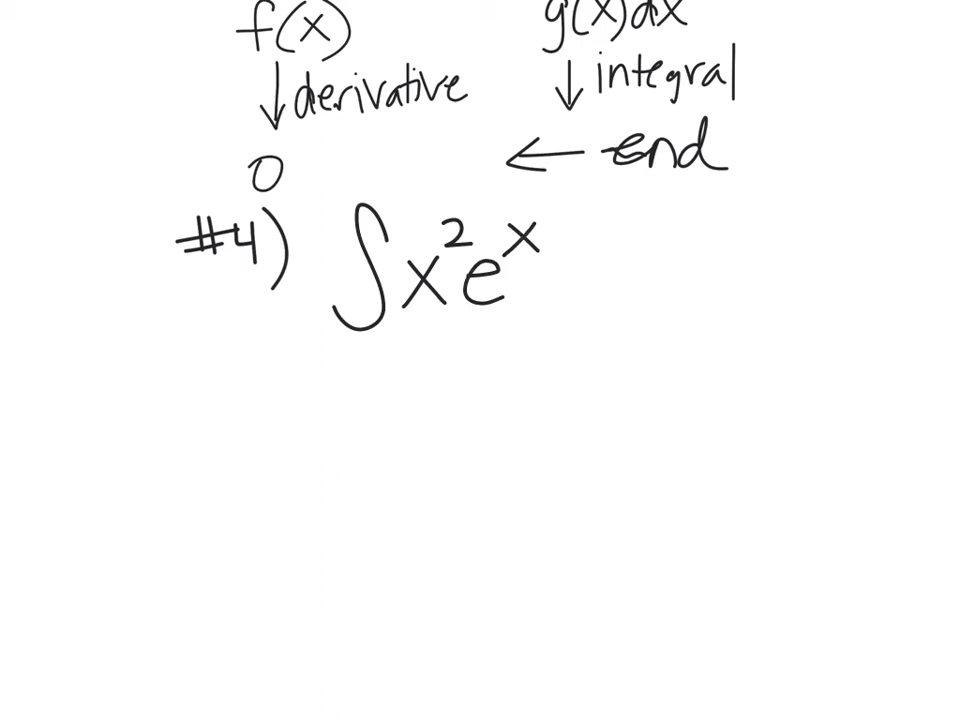 f(x) g(x)dx
↓ derivative ↓ integral
0 ← end
#4) ∫x²eˣ